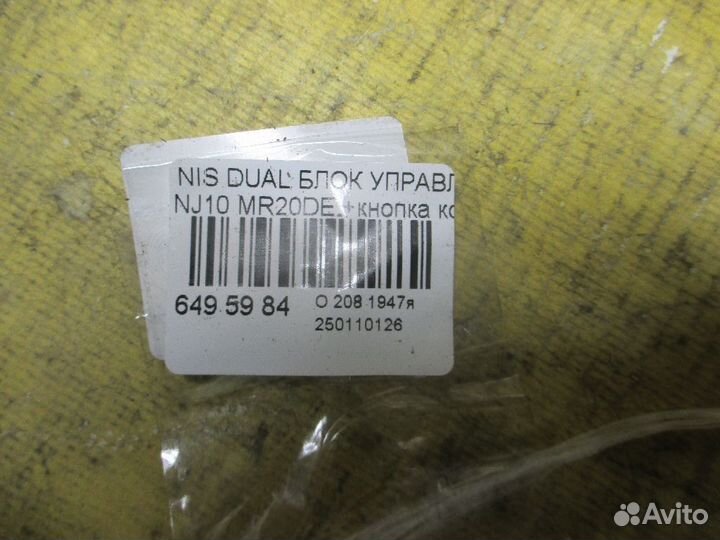 NIS DUAL БЛОК УПРАВЛ
NJ10 MR20DE +кнопка ко
649 59 84
О 208 1947я
250110126
Avito